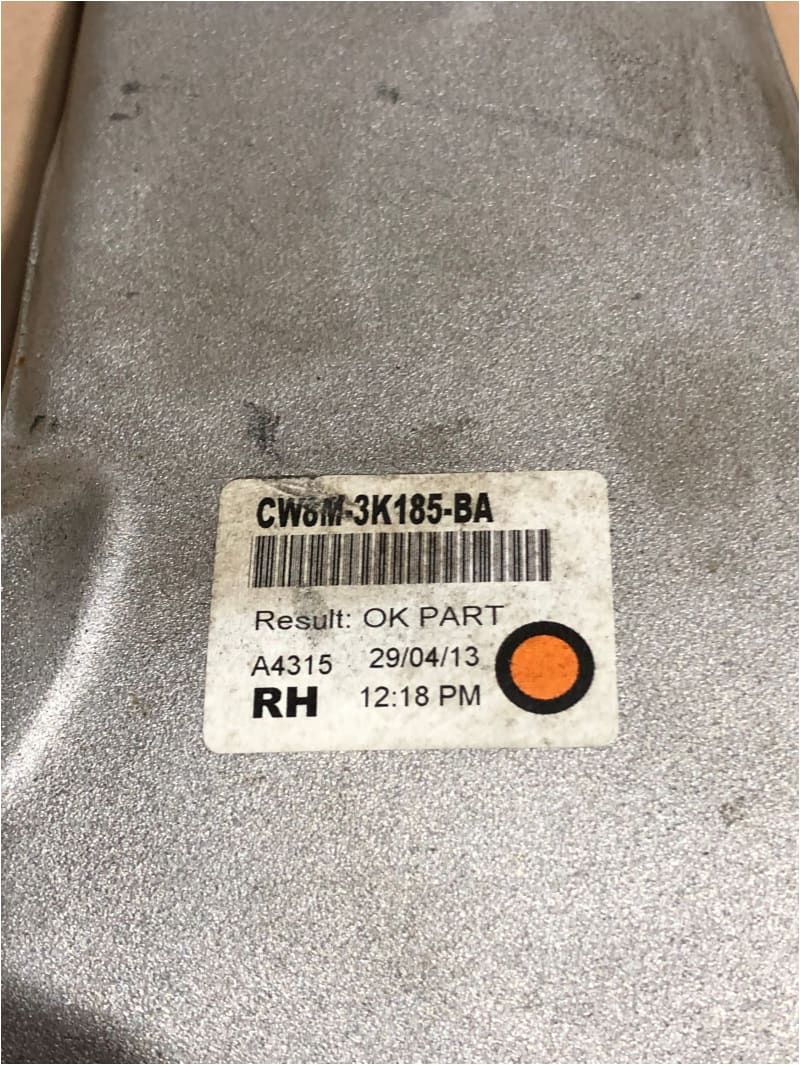 CW8M-3K185-BA
Result: OK PART
A4315 29/04/13
RH 12:18 PM